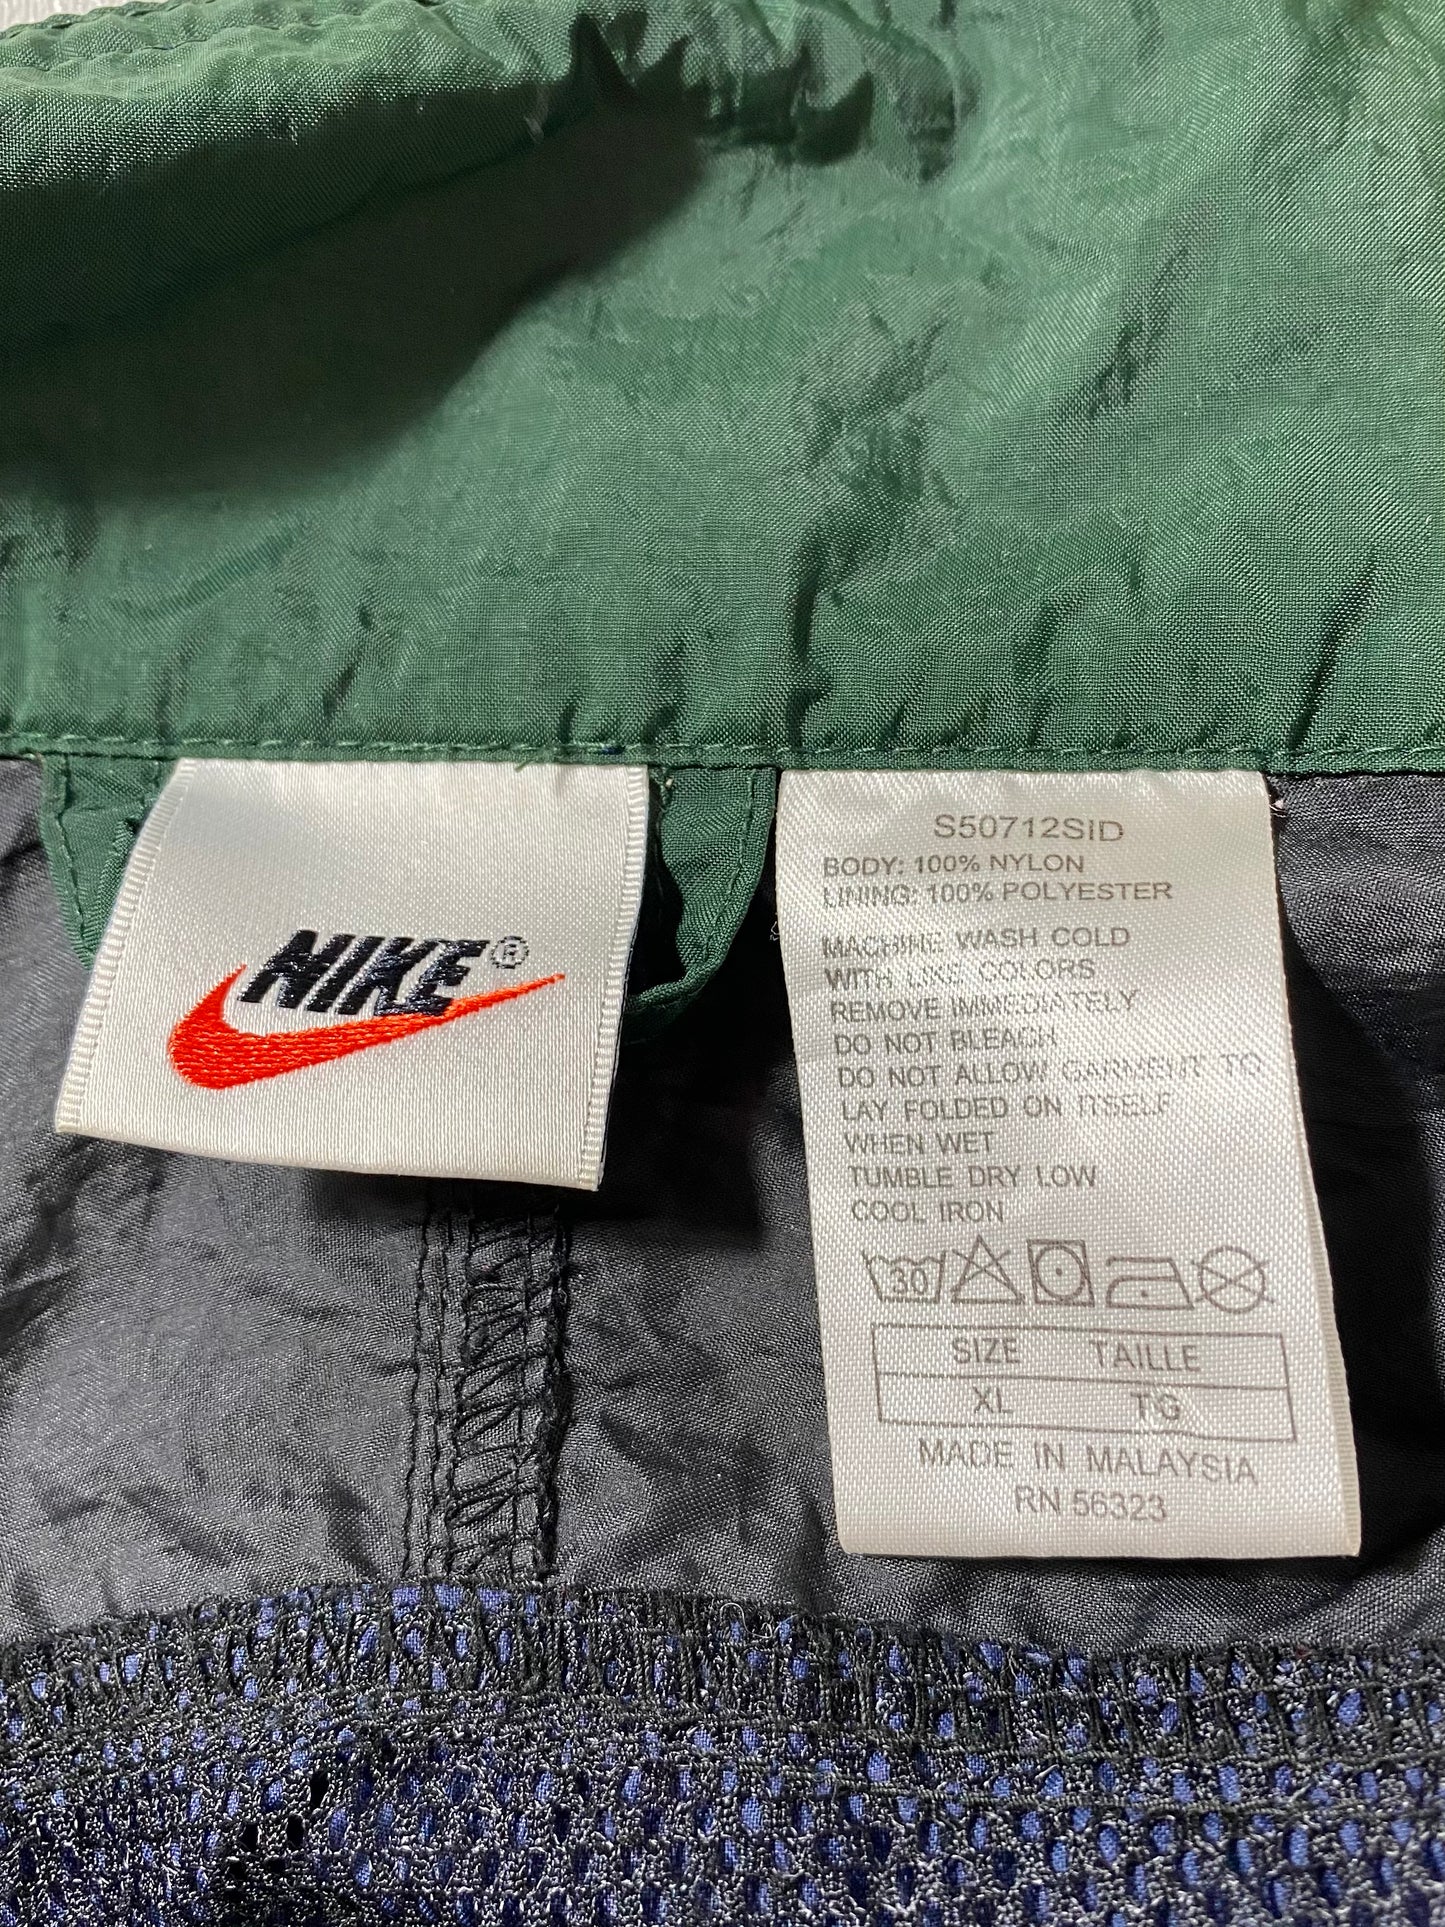 NIKE®
S50712SID
BODY: 100% NYLON
LINING: 100% POLYESTER
MACHINE WASH COLD
WITH LIKE COLORS
REMOVE IMMEDIATELY
DO NOT BLEACH
DO NOT ALLOW GARMENT TO
LAY FOLDED ON ITSELF
WHEN WET
TUMBLE DRY LOW
COOL IRON
30
SIZE TAILLE
XL TG
MADE IN MALAYSIA
RN 56323